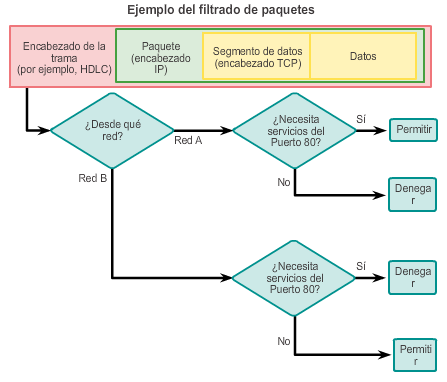 Ejemplo del filtrado de paquetes
Encabezado de la
trama
(por ejemplo, HDLC)
Paquete
(encabezado
IP)
Segmento de datos
(encabezado TCP)
Datos
¿Desde qué
red?
Red A
¿Necesita
servicios del
Puerto 80?
Sí
Permitir
No
Denega
r
Red B
¿Necesita
servicios del
Puerto 80?
Sí
Denega
r
No
Permiti
r